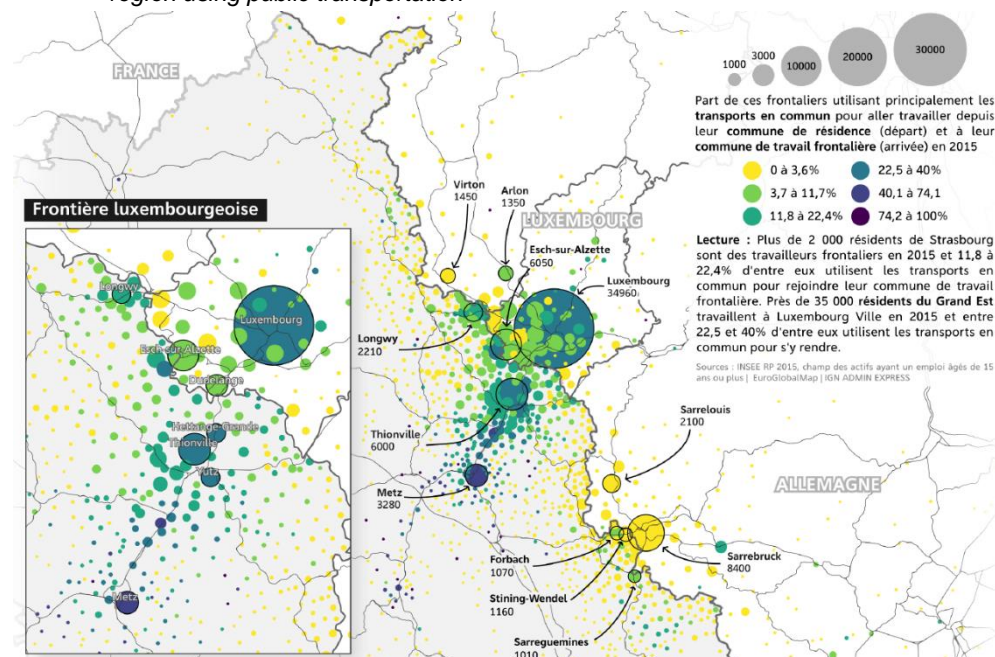 region using public transportation
FRANCE
1000
3000
10000
20000
30000
Part de ces frontaliers utilisant principalement les
transports en commun pour aller travailler depuis
leur commune de résidence (départ) et à leur
commune de travail frontalière (arrivée) en 2015
0 à 3,6%
22,5 à 40%
3,7 à 11,7%
40,1 à 74,1
11,8 à 22,4%
74,2 à 100%
Lecture : Plus de 2 000 résidents de Strasbourg
sont des travailleurs frontaliers en 2015 et 11,8 à
22,4% d'entre eux utilisent les transports en
commun pour rejoindre leur commune de travail
frontalière. Près de 35 000 résidents du Grand Est
travaillent à Luxembourg Ville en 2015 et entre
22,5 et 40% d'entre eux utilisent les transports en
commun pour s'y rendre.
Sources : INSEE RP 2015, champ des actifs ayant un emploi âgés de 15
ans ou plus | EuroGlobalMap | IGN ADMIN EXPRESS
Virton
1450
Arlon
1350
LUXEMBOURG
Esch-sur-Alzette
6050
Luxembourg
34960
Longwy
2210
Thionville
6000
Metz
3280
Sarrelouis
2100
ALLEMAGNE
Forbach
1070
Stining-Wendel
1160
Sarrebruck
8400
Sarreguemines
1010
Frontière luxembourgeoise
Longwy
Luxembourg
Esch-sur-Alzette
Dudelange
Hettange-Grande
Thionville
Yutz
Metz